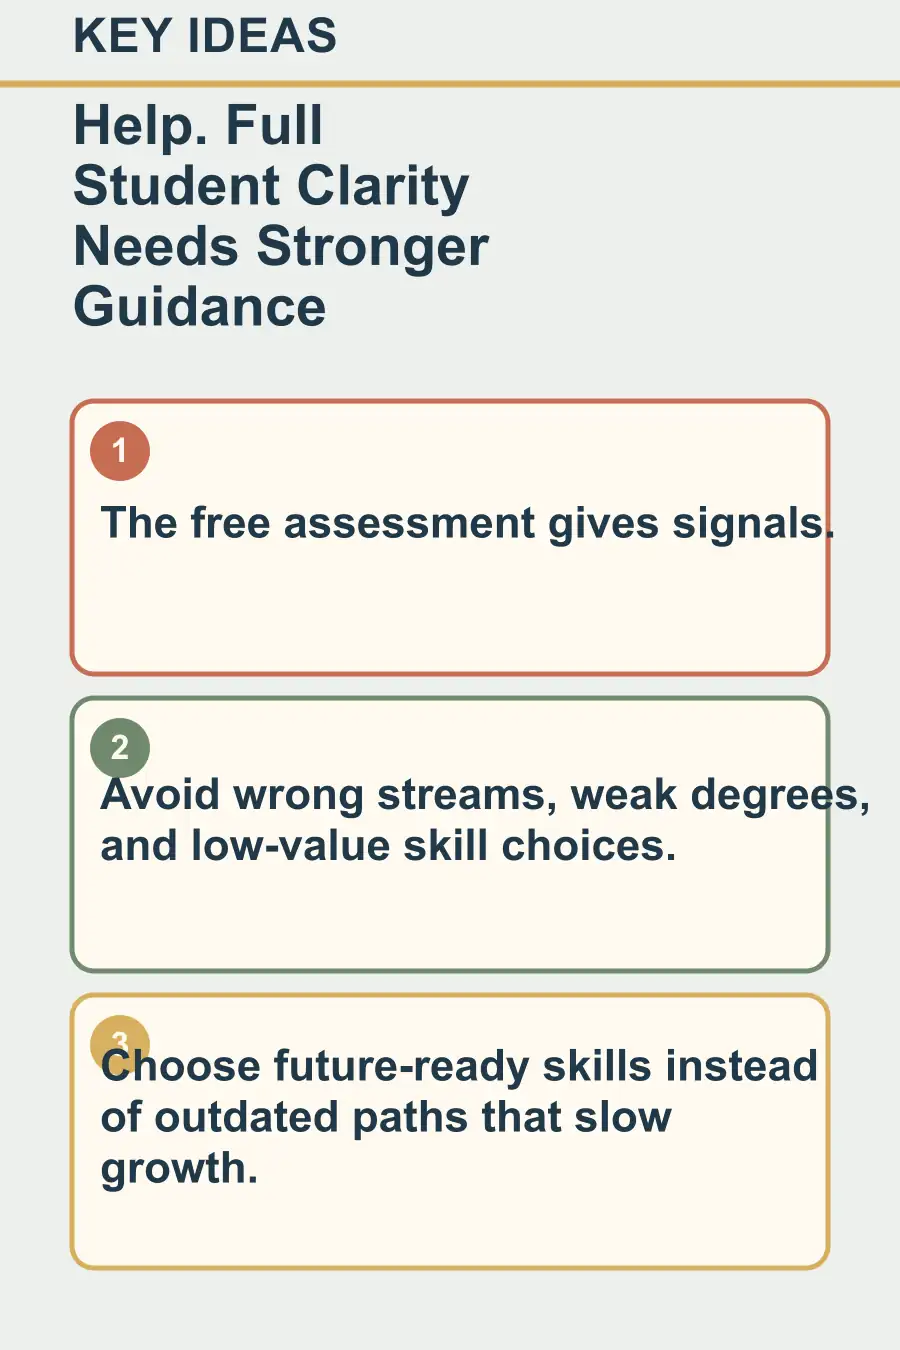 KEY IDEAS
Help. Full
Student Clarity
Needs Stronger
Guidance
1
The free assessment gives signals.
2
Avoid wrong streams, weak degrees,
and low-value skill choices.
3
Choose future-ready skills instead
of outdated paths that slow
growth.